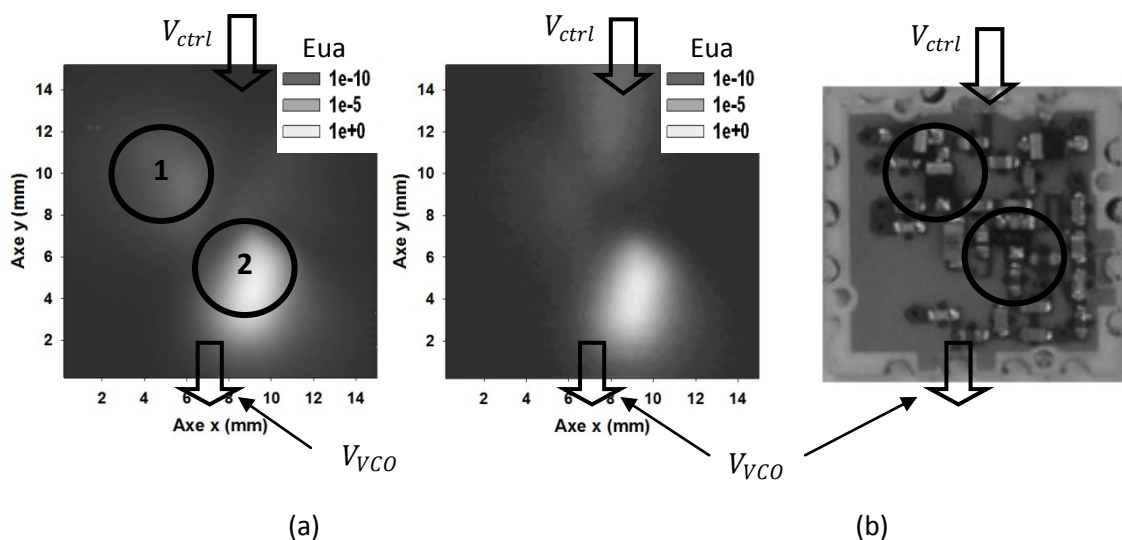 V_ctrl
Eua
1e-10
1e-5
1e+0
1
2
14
12
10
8
6
4
2
Axe y (mm)
2 4 6 8 10 12 14
Axe x (mm)
V_ctrl
Eua
1e-10
1e-5
1e+0
14
12
10
8
6
4
2
Axe y (mm)
2 4 6 8 10 12 14
Axe x (mm)
V_ctrl
V_VCO
V_VCO
(a)
(b)